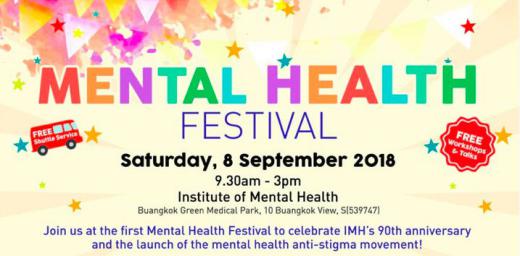 MENTAL HEALTH
FESTIVAL
FREE
Shuttle Service
FREE
Workshops
& Talks
Saturday, 8 September 2018
9.30am - 3pm
Institute of Mental Health
Buangkok Green Medical Park, 10 Buangkok View, S(539747)
Join us at the first Mental Health Festival to celebrate IMH's 90th anniversary
and the launch of the mental health anti-stigma movement!